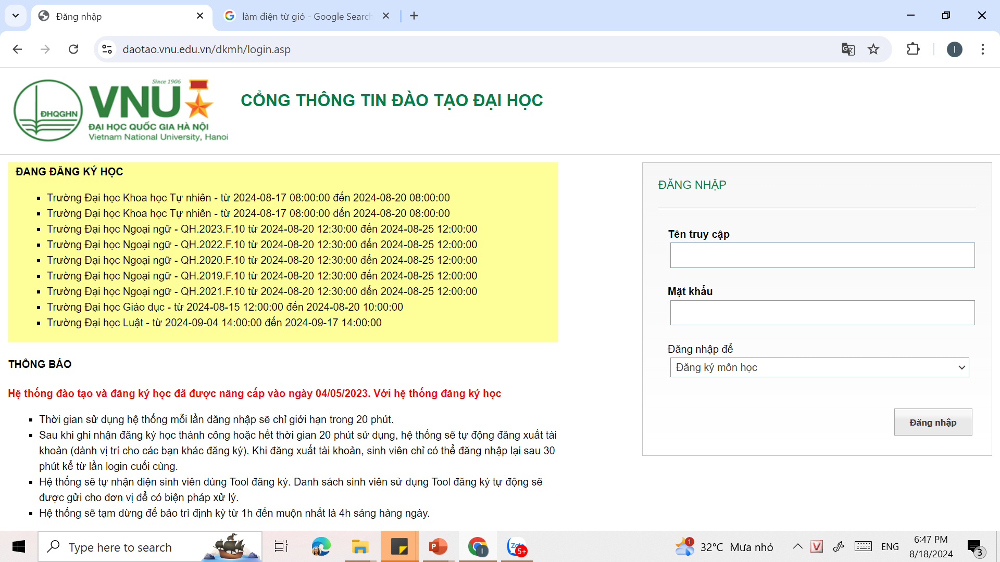 Đăng nhập
làm điện từ gió - Google Search
daotao.vnu.edu.vn/dkmh/login.asp
I
Since 1906
ĐHQGHN
VNU
ĐẠI HỌC QUỐC GIA HÀ NỘI
Vietnam National University, Hanoi
CỔNG THÔNG TIN ĐÀO TẠO ĐẠI HỌC
ĐANG ĐĂNG KÝ HỌC
Trường Đại học Khoa học Tự nhiên - từ 2024-08-17 08:00:00 đến 2024-08-20 08:00:00
Trường Đại học Khoa học Tự nhiên - từ 2024-08-17 08:00:00 đến 2024-08-20 08:00:00
Trường Đại học Ngoại ngữ - QH.2023.F.10 từ 2024-08-20 12:30:00 đến 2024-08-25 12:00:00
Trường Đại học Ngoại ngữ - QH.2022.F.10 từ 2024-08-20 12:30:00 đến 2024-08-25 12:00:00
Trường Đại học Ngoại ngữ - QH.2020.F.10 từ 2024-08-20 12:30:00 đến 2024-08-25 12:00:00
Trường Đại học Ngoại ngữ - QH.2019.F.10 từ 2024-08-20 12:30:00 đến 2024-08-25 12:00:00
Trường Đại học Ngoại ngữ - QH.2021.F.10 từ 2024-08-20 12:30:00 đến 2024-08-25 12:00:00
Trường Đại học Giáo dục - từ 2024-08-15 12:00:00 đến 2024-08-20 10:00:00
Trường Đại học Luật - từ 2024-09-04 14:00:00 đến 2024-09-17 14:00:00
THÔNG BÁO
Hệ thống đào tạo và đăng ký học đã được nâng cấp vào ngày 04/05/2023. Với hệ thống đăng ký học
Thời gian sử dụng hệ thống mỗi lần đăng nhập sẽ chỉ giới hạn trong 20 phút.
Sau khi ghi nhận đăng ký học thành công hoặc hết thời gian 20 phút sử dụng, hệ thống sẽ tự động đăng xuất tài
khoản (dành vị trí cho các bạn khác đăng ký). Khi đăng xuất tài khoản, sinh viên chỉ có thể đăng nhập lại sau 30
phút kể từ lần login cuối cùng.
Hệ thống sẽ tự nhận diện sinh viên dùng Tool đăng ký. Danh sách sinh viên sử dụng Tool đăng ký tự động sẽ
được gửi cho đơn vị để có biện pháp xử lý.
Hệ thống sẽ tạm dừng để bảo trì định kỳ từ 1h đến muộn nhất là 4h sáng hàng ngày.
ĐĂNG NHẬP
Tên truy cập
Mật khẩu
Đăng nhập để
Đăng ký môn học
Đăng nhập
Type here to search
P
I
Zalo
5+
1
32°C Mưa nhỏ
V
ENG
6:47 PM
8/18/2024
3